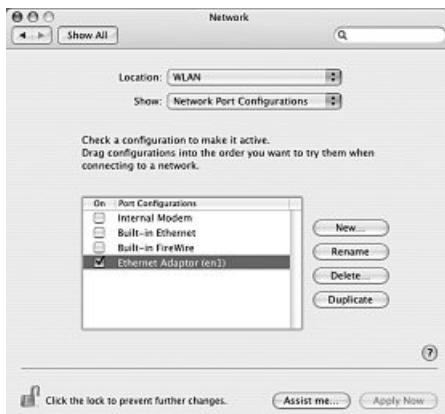 Network
Show All
Location: WLAN
Show: Network Port Configurations
Check a configuration to make it active.
Drag configurations into the order you want to try them when
connecting to a network.
On Port Configurations
Internal Modem
Built-in Ethernet
Built-in FireWire
Ethernet Adaptor (en1)
New...
Rename
Delete...
Duplicate
?
Click the lock to prevent further changes. Assist me... Apply Now